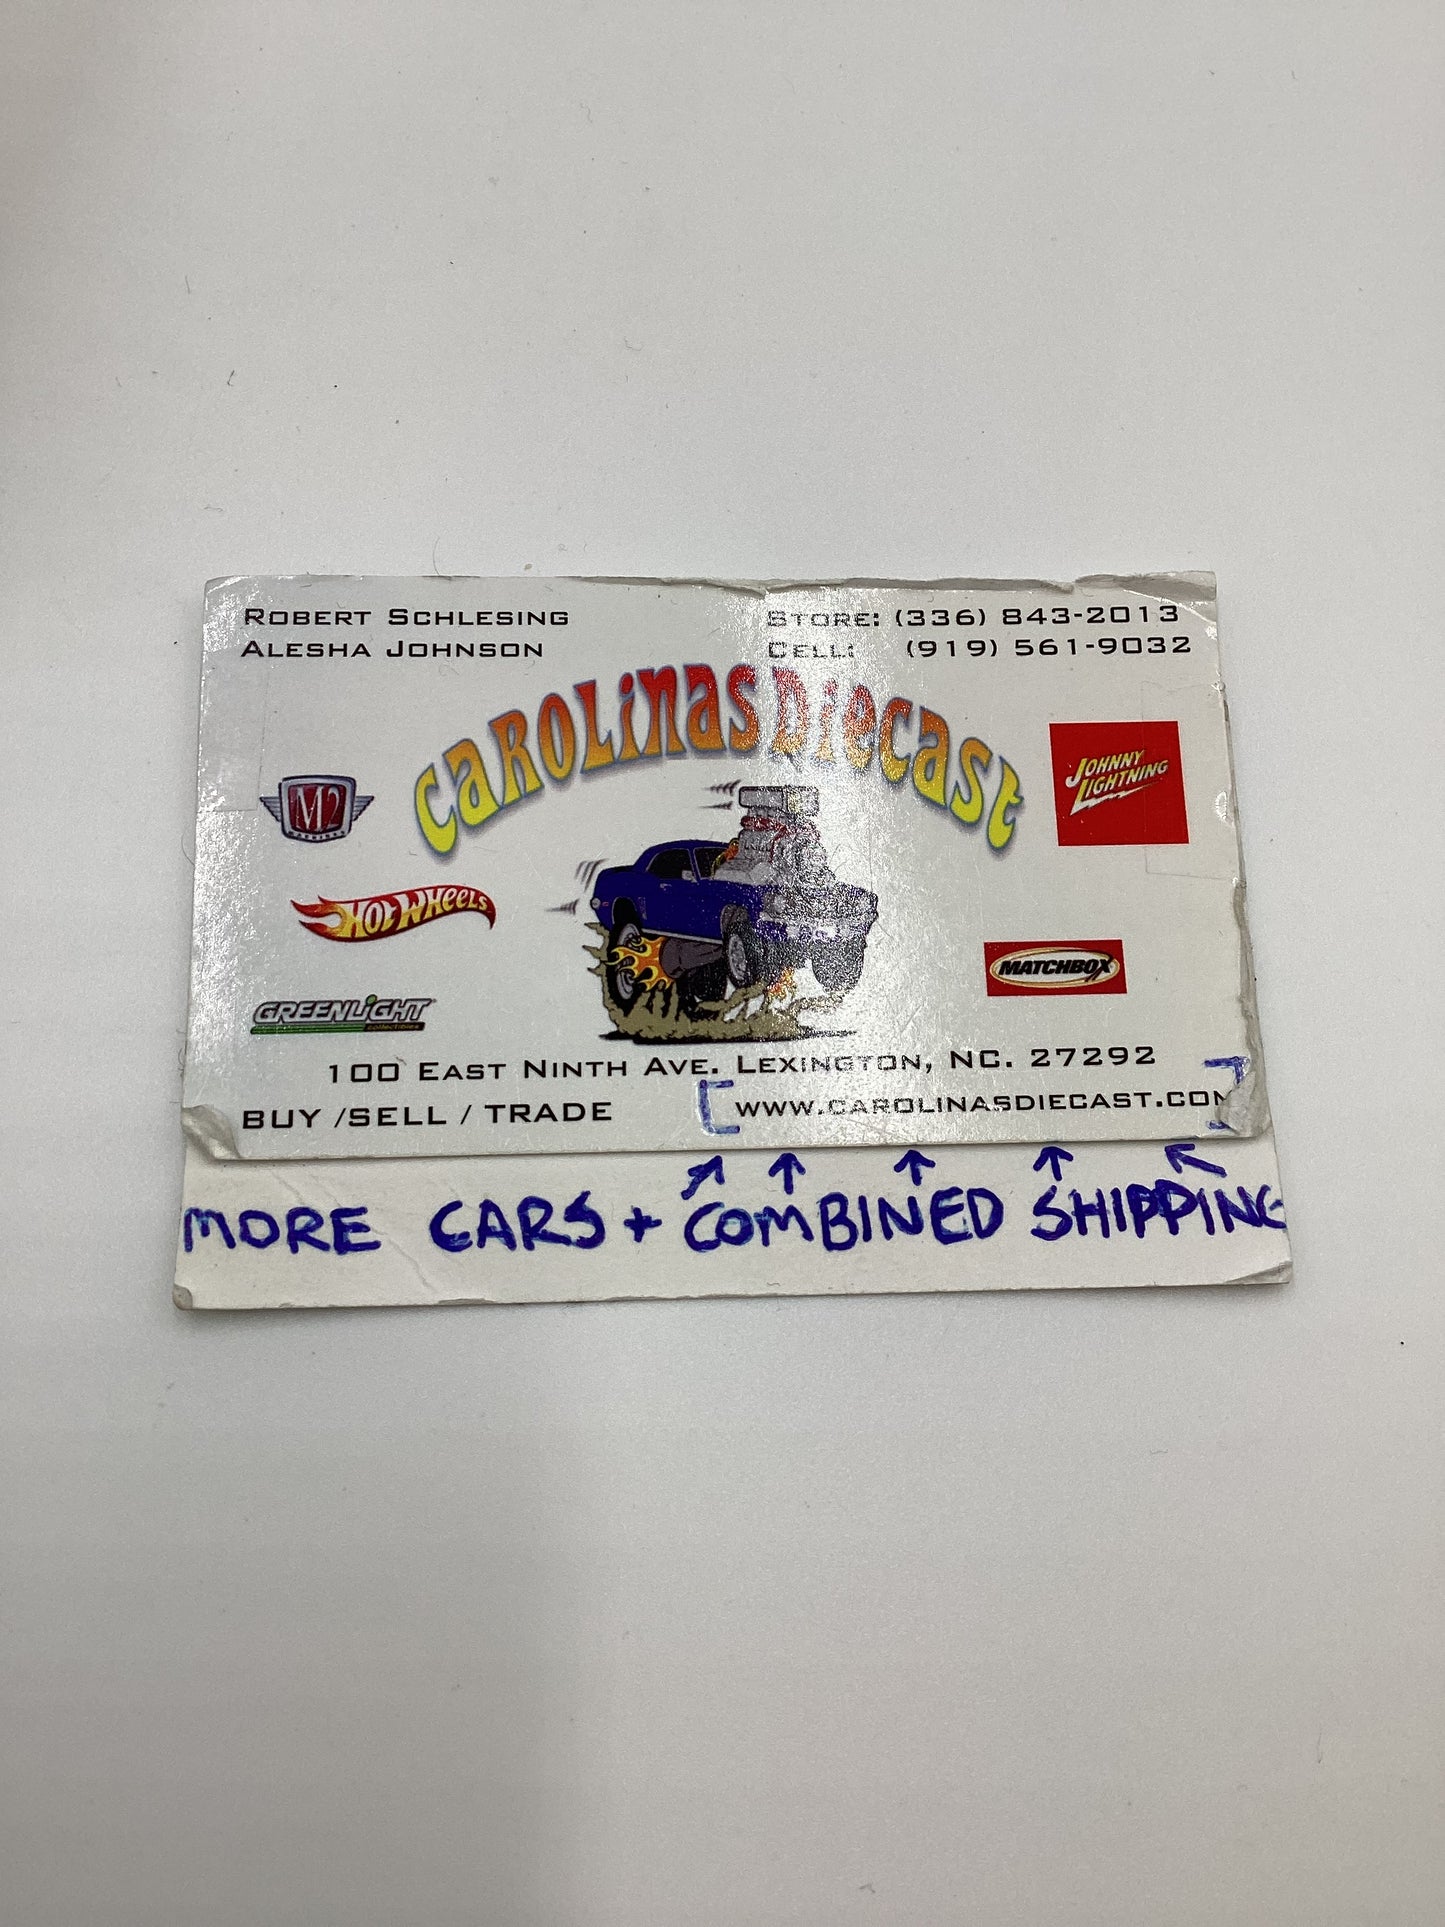 ROBERT SCHLESING
ALESHA JOHNSON
STORE: (336) 843-2013
CELL: (919) 561-9032
CAROLINAS DIECAST
M2
MACHINES
JOHNNY
LIGHTNING
HOT WHEELS
MATCHBOX
GREENLIGHT
collectibles
100 EAST NINTH AVE. LEXINGTON, NC. 27292
BUY /SELL / TRADE
[ WWW.CAROLINASDIECAST.COM ]
MORE CARS + COMBINED SHIPPING